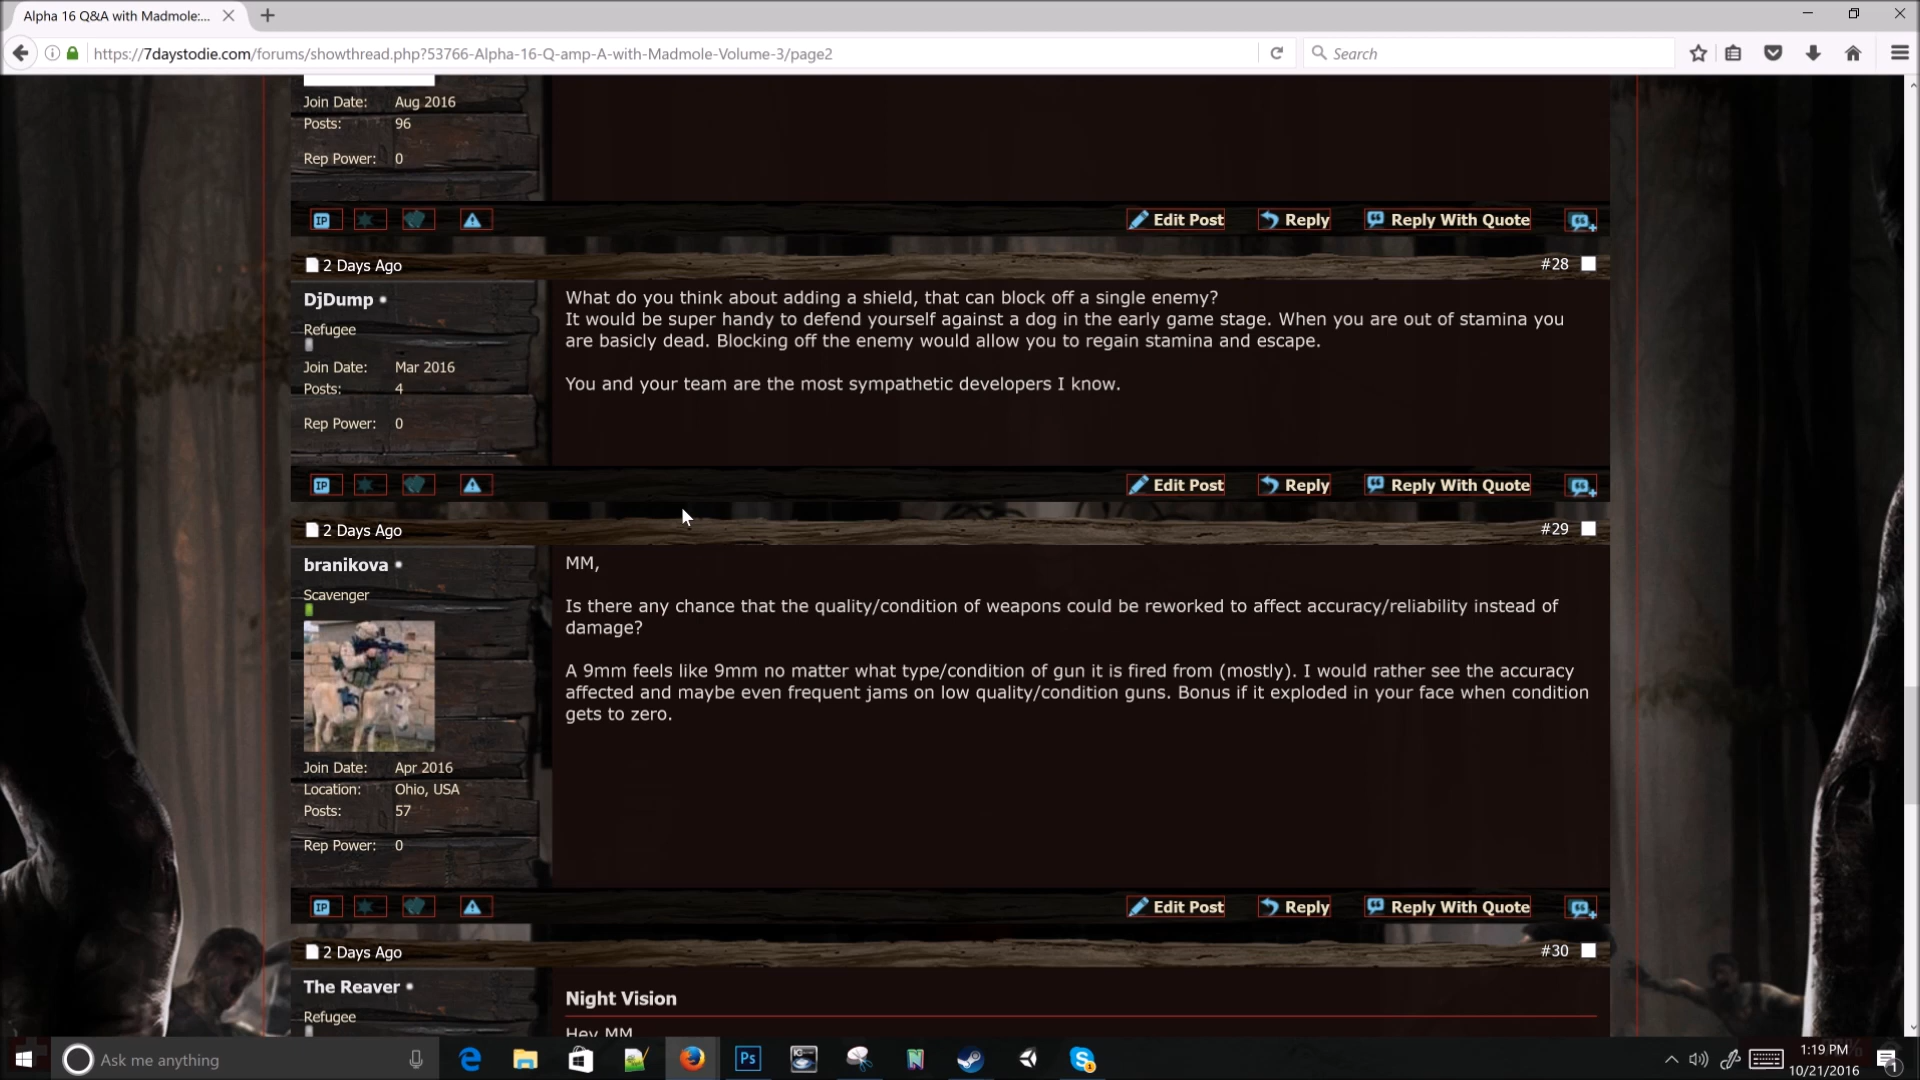 Alpha 16 Q&A with Madmole:...
https://7daystodie.com/forums/showthread.php?53766-Alpha-16-Q-amp-A-with-Madmole-Volume-3/page2
Search
Join Date: Aug 2016
Posts: 96
Rep Power: 0
IP
Edit Post
Reply
Reply With Quote
2 Days Ago
#28
DjDump
Refugee
Join Date: Mar 2016
Posts: 4
Rep Power: 0
What do you think about adding a shield, that can block off a single enemy?
It would be super handy to defend yourself against a dog in the early game stage. When you are out of stamina you
are basicly dead. Blocking off the enemy would allow you to regain stamina and escape.
You and your team are the most sympathetic developers I know.
IP
Edit Post
Reply
Reply With Quote
2 Days Ago
#29
branikova
Scavenger
Join Date: Apr 2016
Location: Ohio, USA
Posts: 57
Rep Power: 0
MM,
Is there any chance that the quality/condition of weapons could be reworked to affect accuracy/reliability instead of
damage?
A 9mm feels like 9mm no matter what type/condition of gun it is fired from (mostly). I would rather see the accuracy
affected and maybe even frequent jams on low quality/condition guns. Bonus if it exploded in your face when condition
gets to zero.
IP
Edit Post
Reply
Reply With Quote
2 Days Ago
#30
The Reaver
Refugee
Night Vision
Hey MM
Ask me anything
Ps
1:19 PM
10/21/2016
1